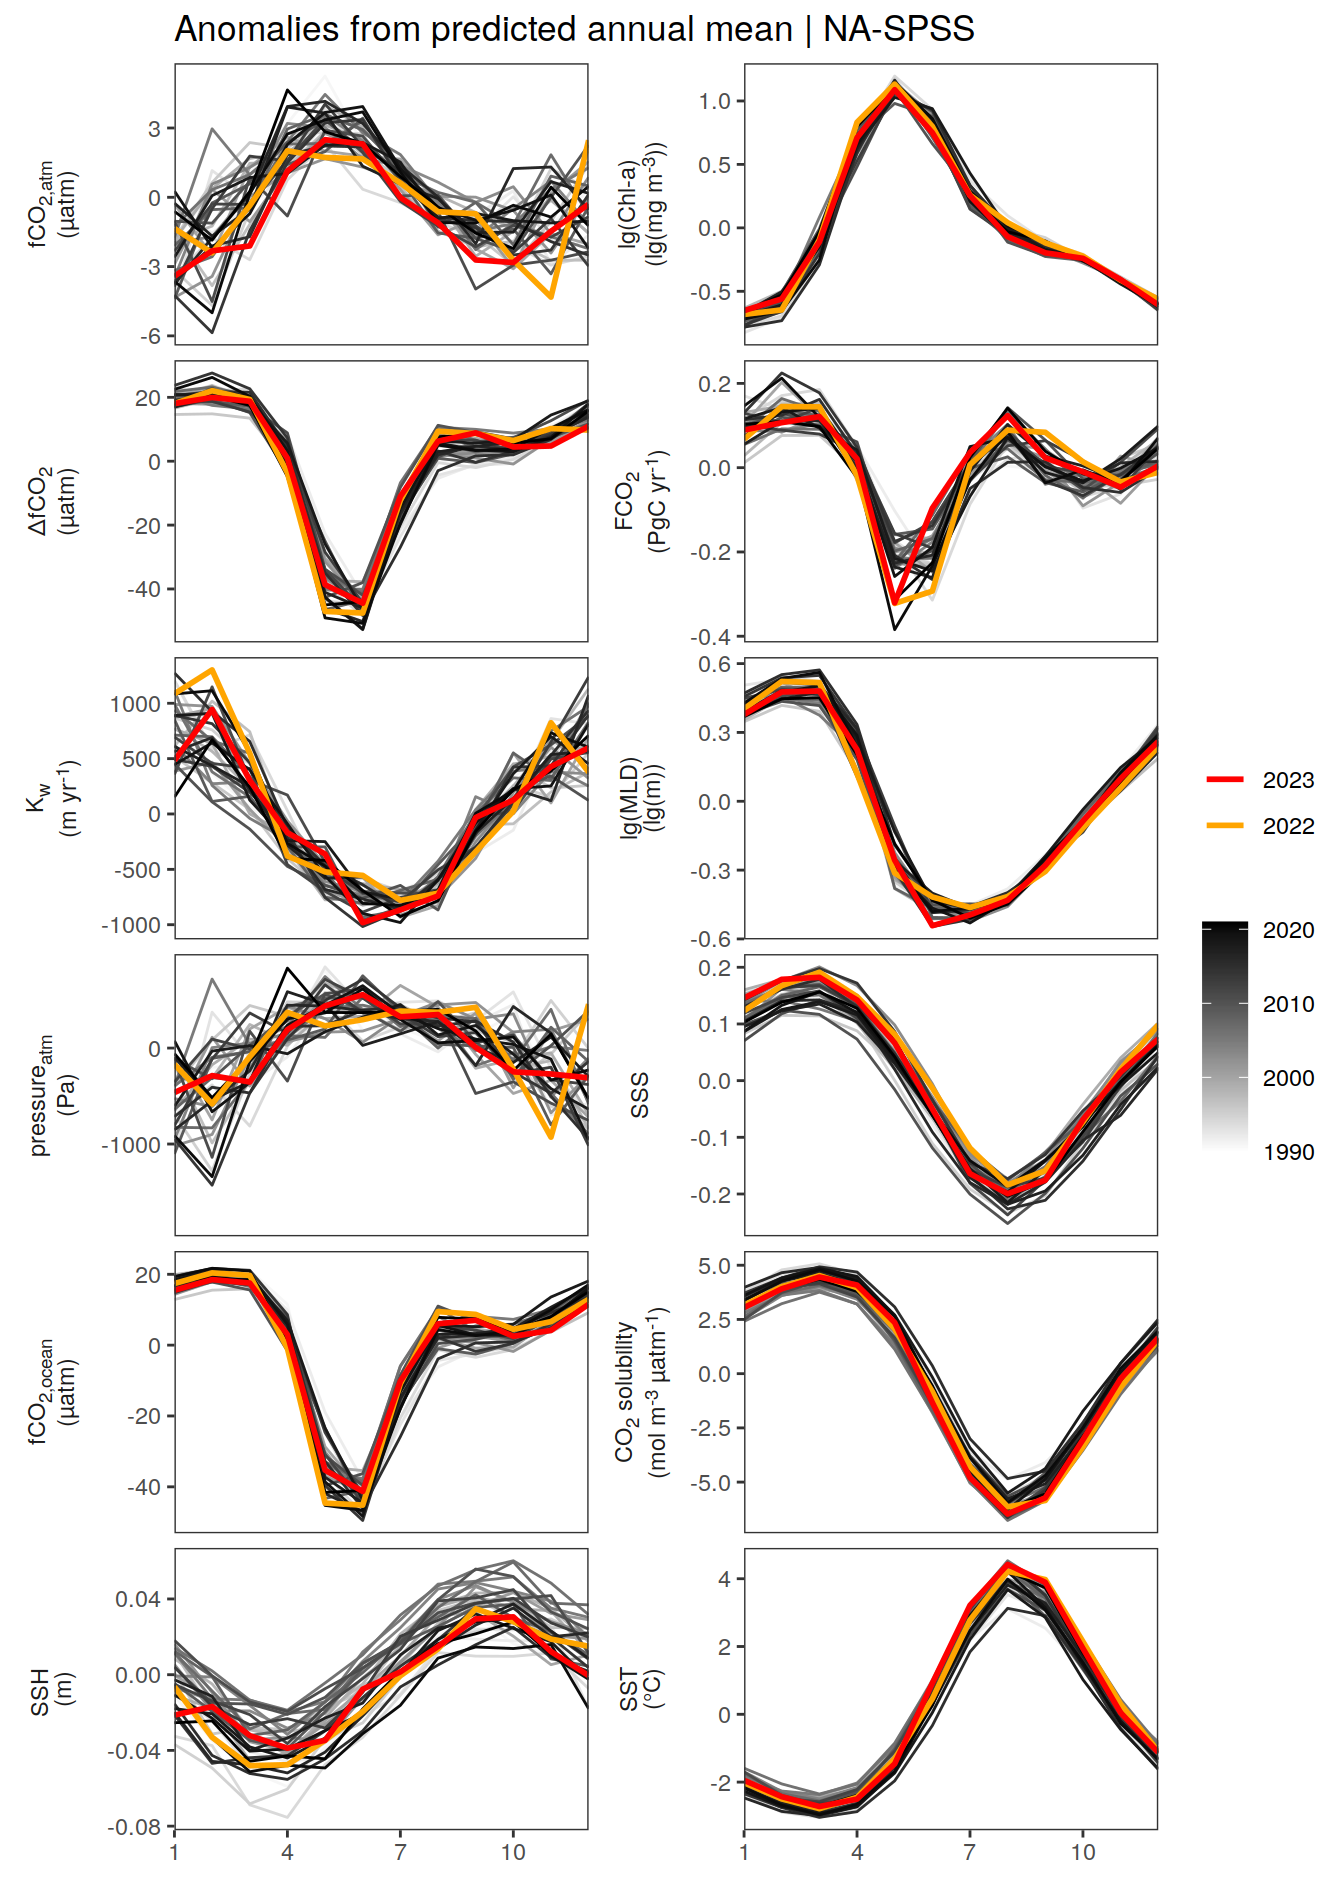 Anomalies from predicted annual mean | NA-SPSS
fCO2,atm
(µatm)
3
0
-3
-6
lg(Chl-a)
(lg(mg m-3))
1.0
0.5
0.0
-0.5
ΔfCO2
(µatm)
20
0
-20
-40
FCO2
(PgC yr-1)
0.2
0.0
-0.2
-0.4
Kw
(m yr-1)
1000
500
0
-500
-1000
lg(MLD)
(lg(m))
0.6
0.3
0.0
-0.3
-0.6
pressureatm
(Pa)
0
-1000
SSS
0.2
0.1
0.0
-0.1
-0.2
fCO2,ocean
(µatm)
20
0
-20
-40
CO2 solubility
(mol m-3 µatm-1)
5.0
2.5
0.0
-2.5
-5.0
SSH
(m)
0.04
0.00
-0.04
-0.08
SST
(°C)
4
2
0
-2
1 4 7 10
1 4 7 10
2023
2022
2020
2010
2000
1990